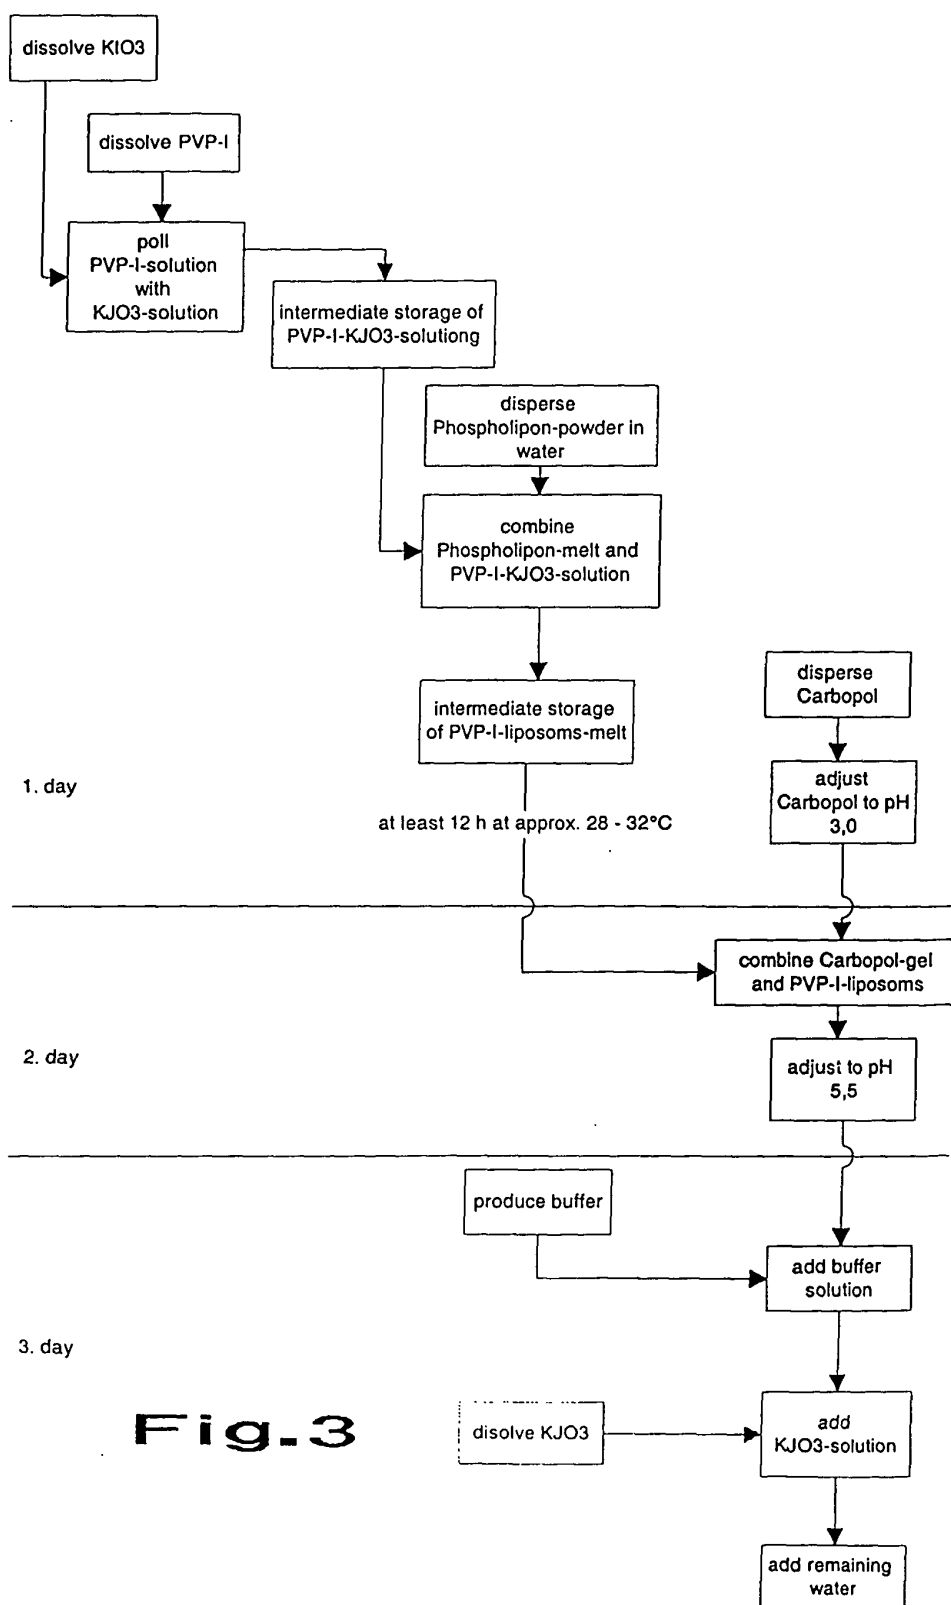 dissolve KIO3
dissolve PVP-I
poll
PVP-I-solution
with
KJO3-solution
intermediate storage of
PVP-I-KJO3-solutiong
disperse
Phospholipon-powder in
water
combine
Phospholipon-melt and
PVP-I-KJO3-solution
intermediate storage
of PVP-I-liposoms-melt
disperse
Carbopol
adjust
Carbopol to pH
3,0
1. day
at least 12 h at approx. 28 - 32°C
combine Carbopol-gel
and PVP-I-liposoms
2. day
adjust to pH
5,5
produce buffer
add buffer
solution
3. day
Fig.3
disolve KJO3
add
KJO3-solution
add remaining
water